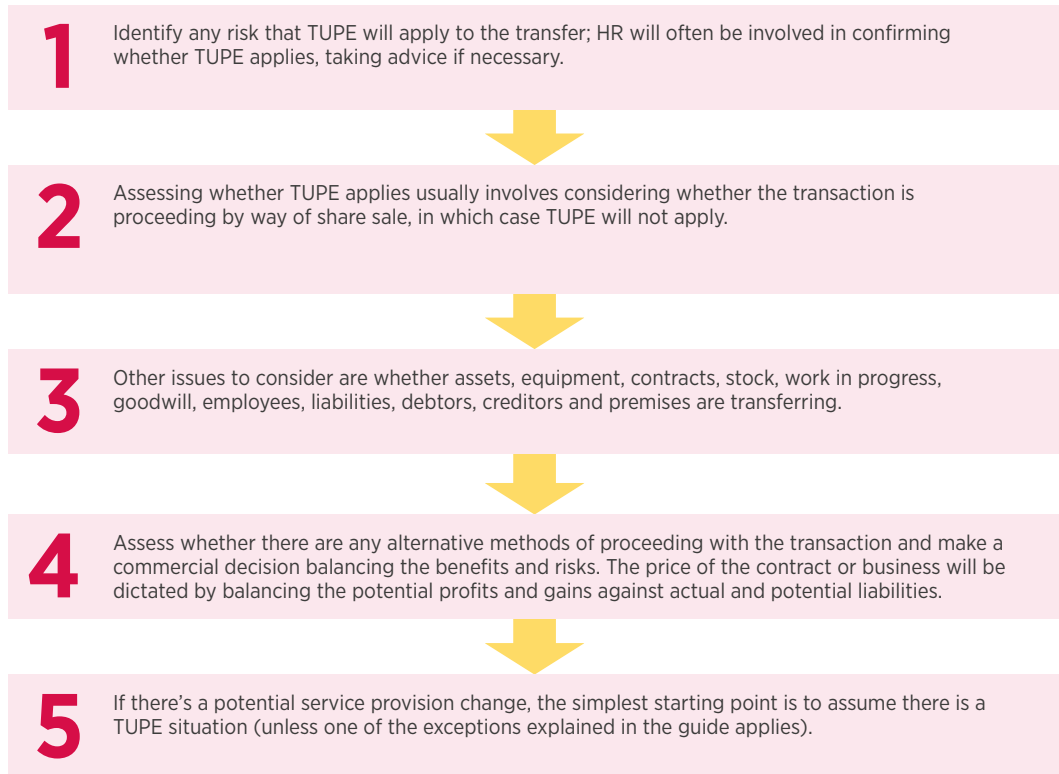 1
Identify any risk that TUPE will apply to the transfer; HR will often be involved in confirming
whether TUPE applies, taking advice if necessary.
2
Assessing whether TUPE applies usually involves considering whether the transaction is
proceeding by way of share sale, in which case TUPE will not apply.
3
Other issues to consider are whether assets, equipment, contracts, stock, work in progress,
goodwill, employees, liabilities, debtors, creditors and premises are transferring.
4
Assess whether there are any alternative methods of proceeding with the transaction and make a
commercial decision balancing the benefits and risks. The price of the contract or business will be
dictated by balancing the potential profits and gains against actual and potential liabilities.
5
If there’s a potential service provision change, the simplest starting point is to assume there is a
TUPE situation (unless one of the exceptions explained in the guide applies).